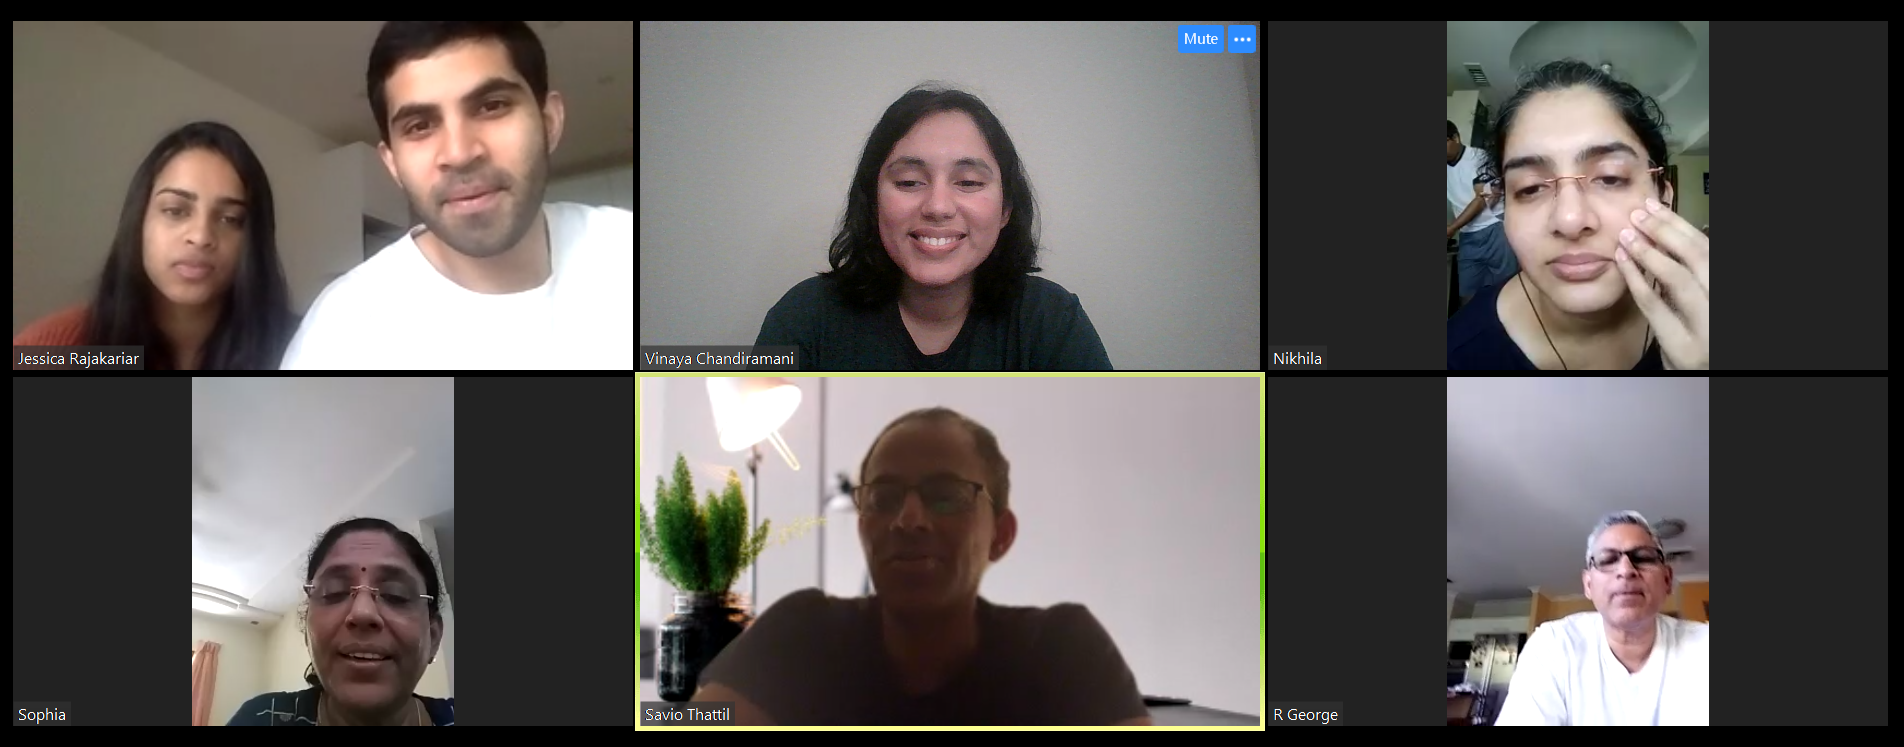 Mute
Jessica Rajakariar
Vinaya Chandiramani
Nikhila
Sophia
Savio Thattil
R George